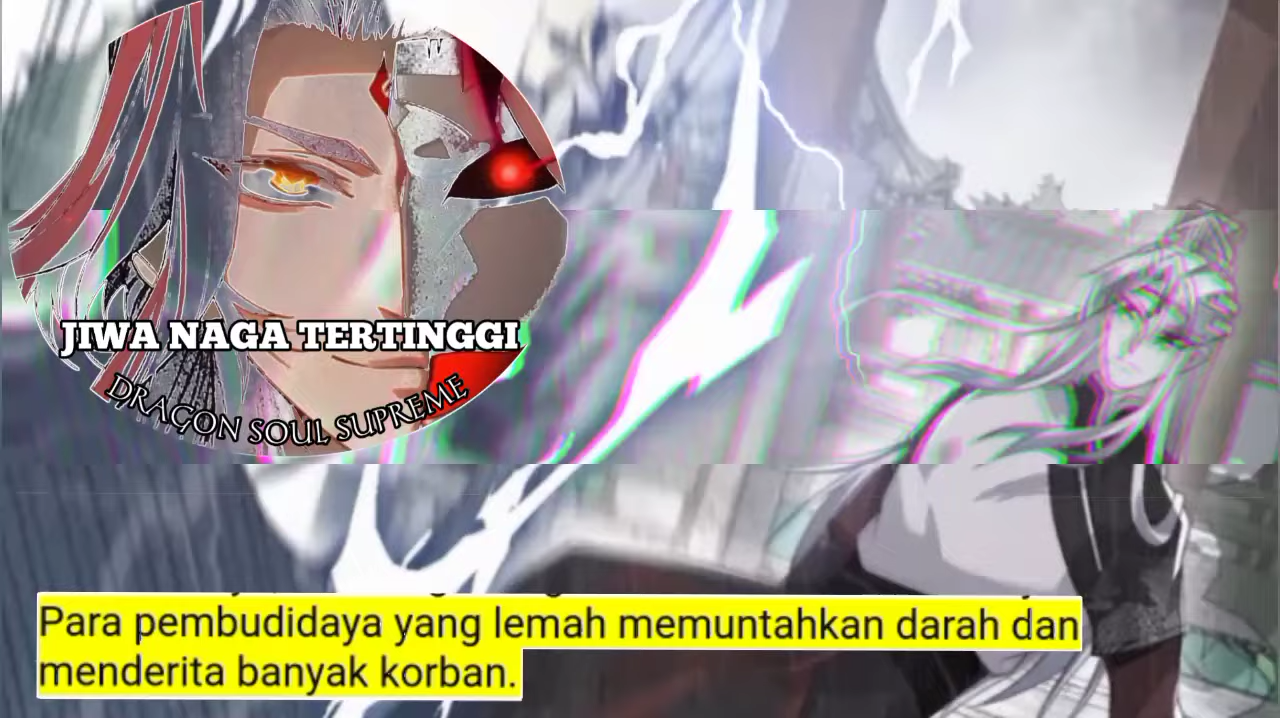 JIWA NAGA TERTINGGI
DRAGON SOUL SUPREME
Para pembudidaya yang lemah memuntahkan darah dan
menderita banyak korban.